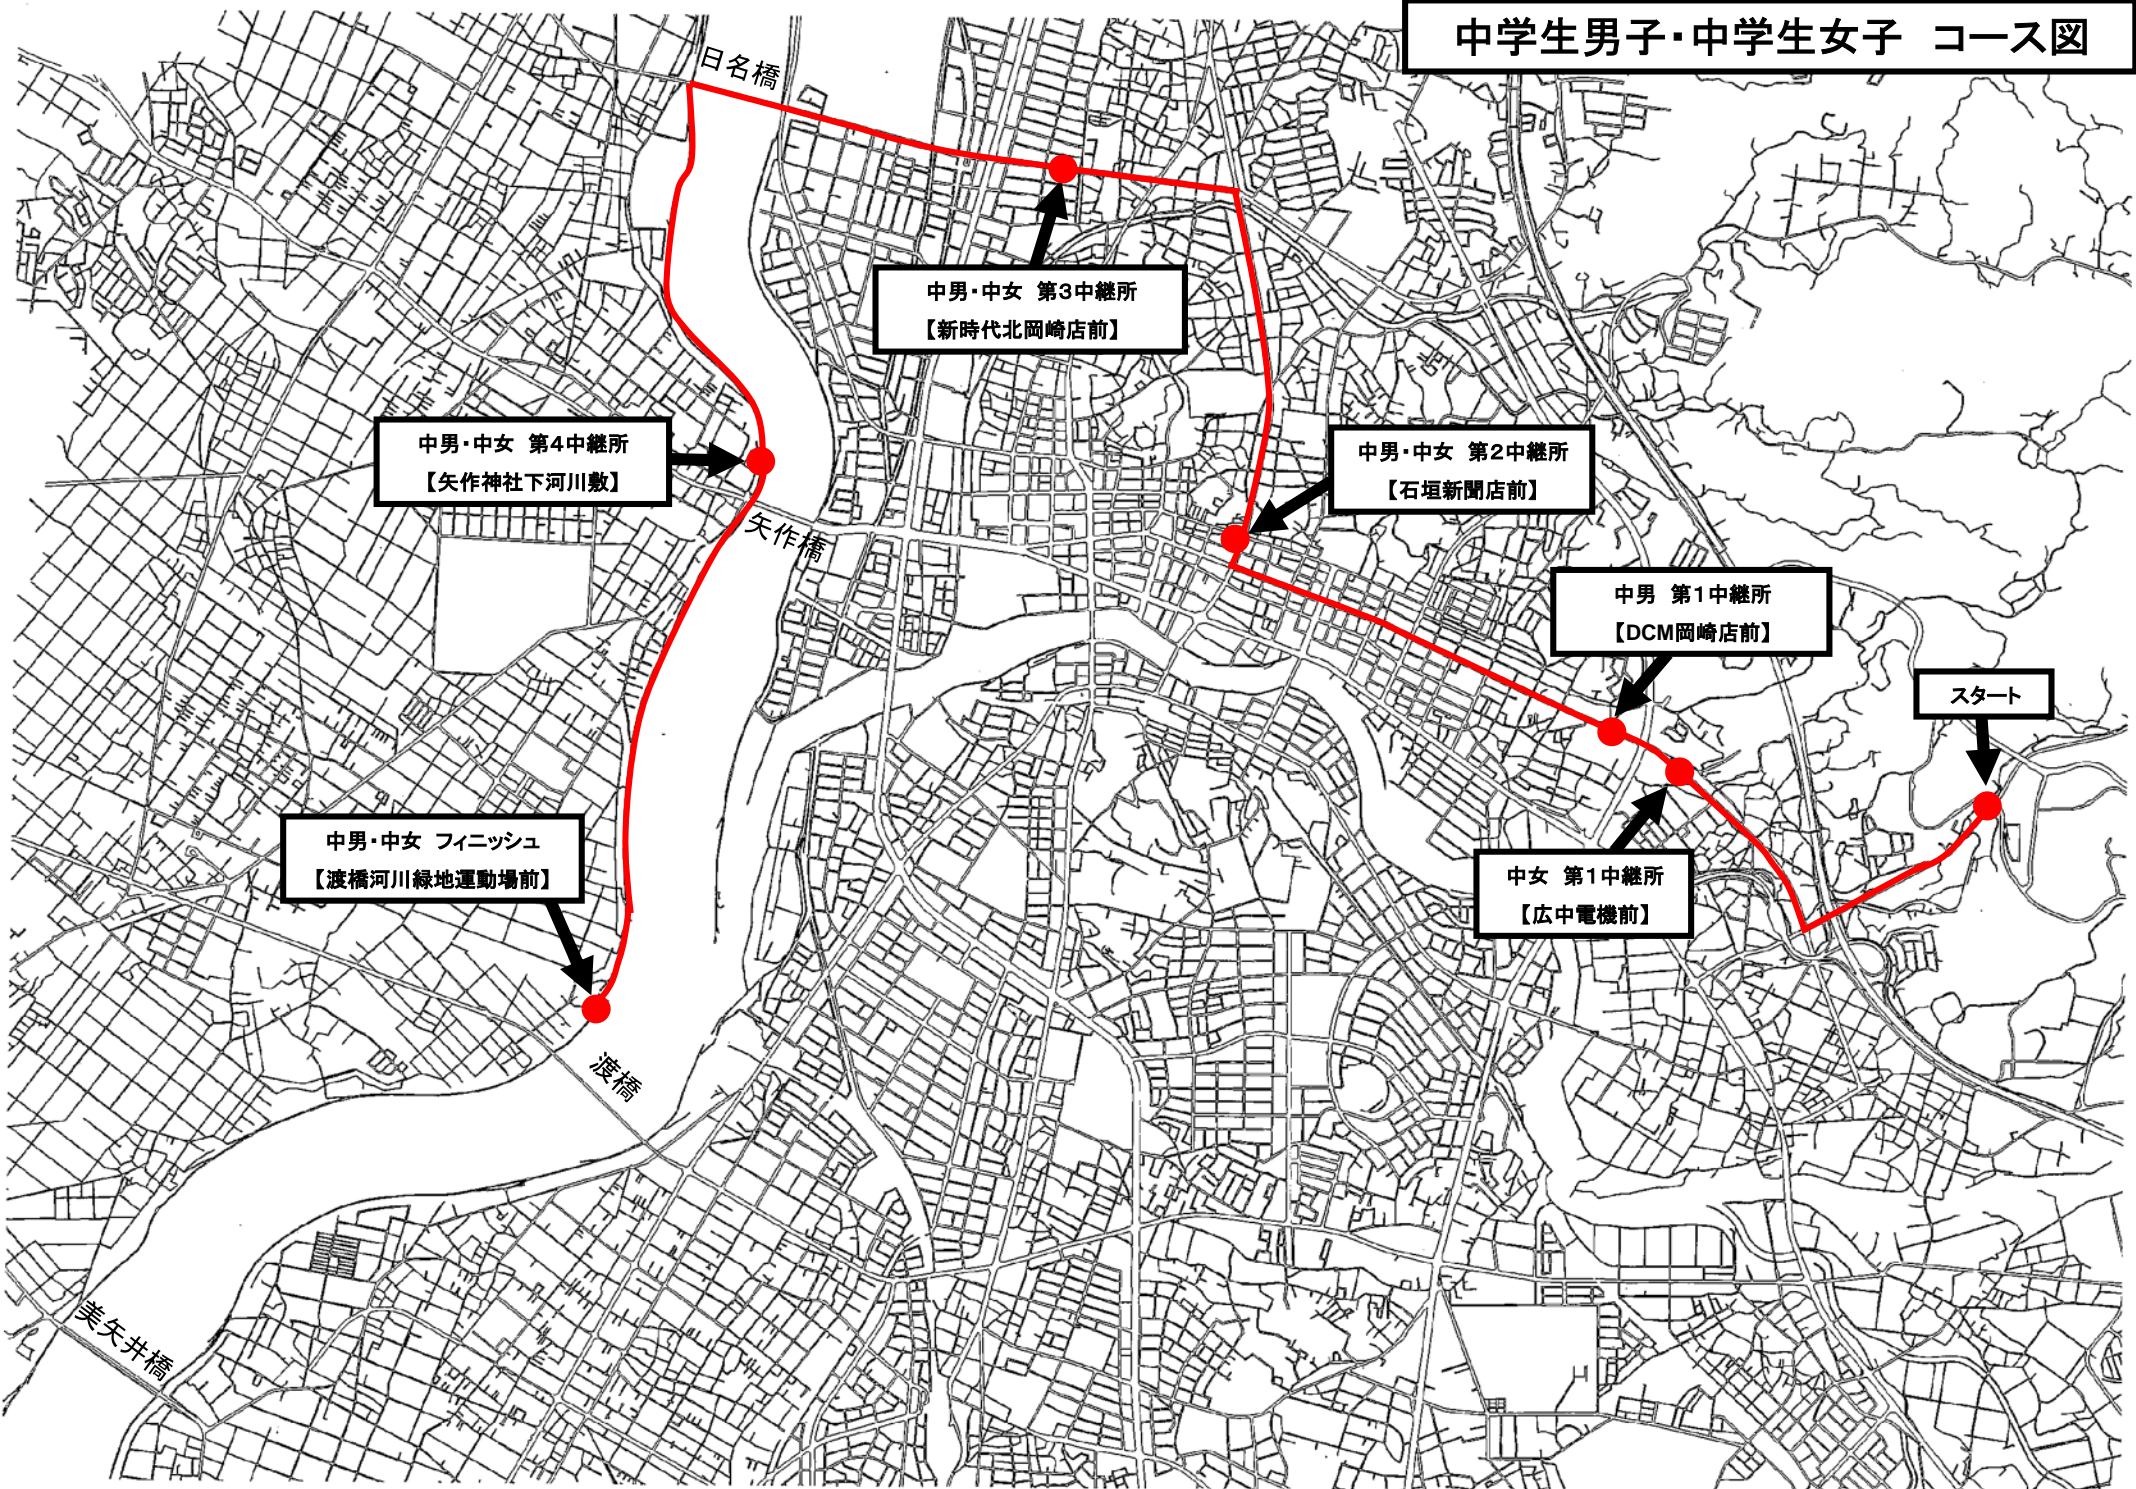 中学生男子・中学生女子　コース図
日名橋
中男・中女　第3中継所
【新時代北岡崎店前】
中男・中女　第4中継所
【矢作神社下河川敷】
中男・中女　第2中継所
【石垣新聞店前】
矢作橋
中男　第1中継所
【DCM岡崎店前】
スタート
中男・中女　フィニッシュ
【渡橋河川緑地運動場前】
中女　第1中継所
【広中電機前】
渡橋
美矢井橋